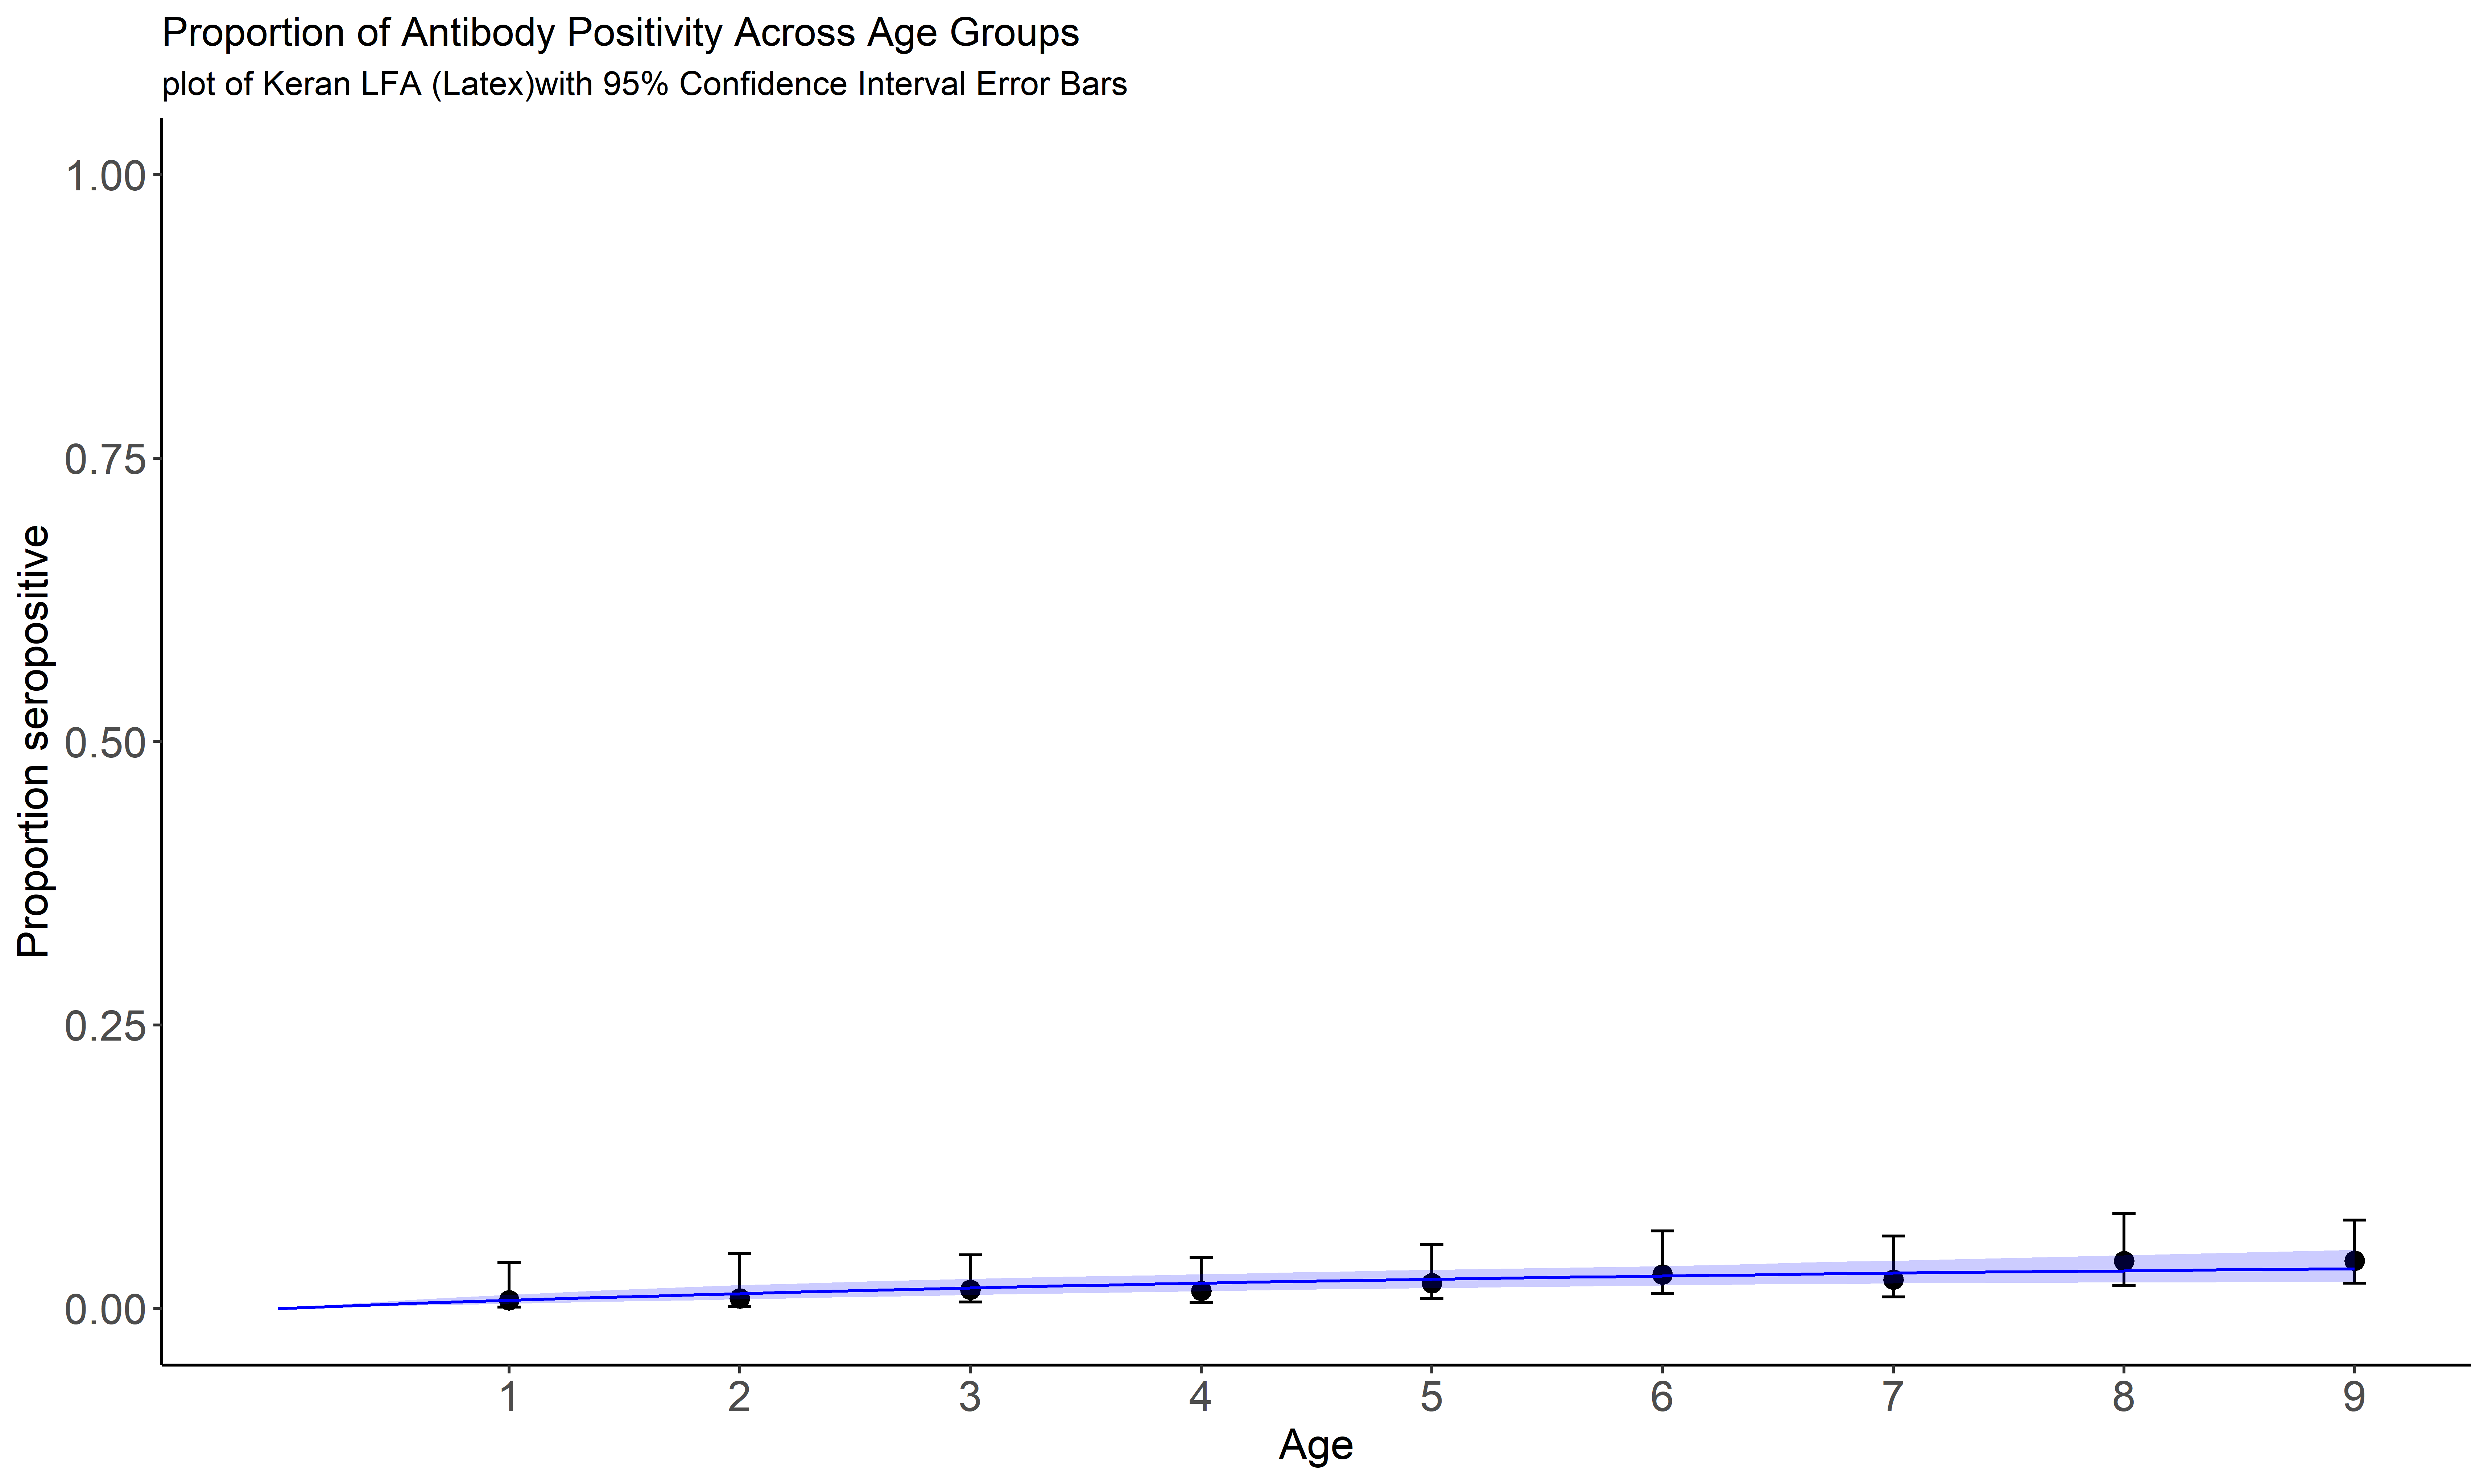 Proportion of Antibody Positivity Across Age Groups
plot of Keran LFA (Latex)with 95% Confidence Interval Error Bars
Proportion seropositive
1.00
0.75
0.50
0.25
0.00
1 2 3 4 5 6 7 8 9
Age